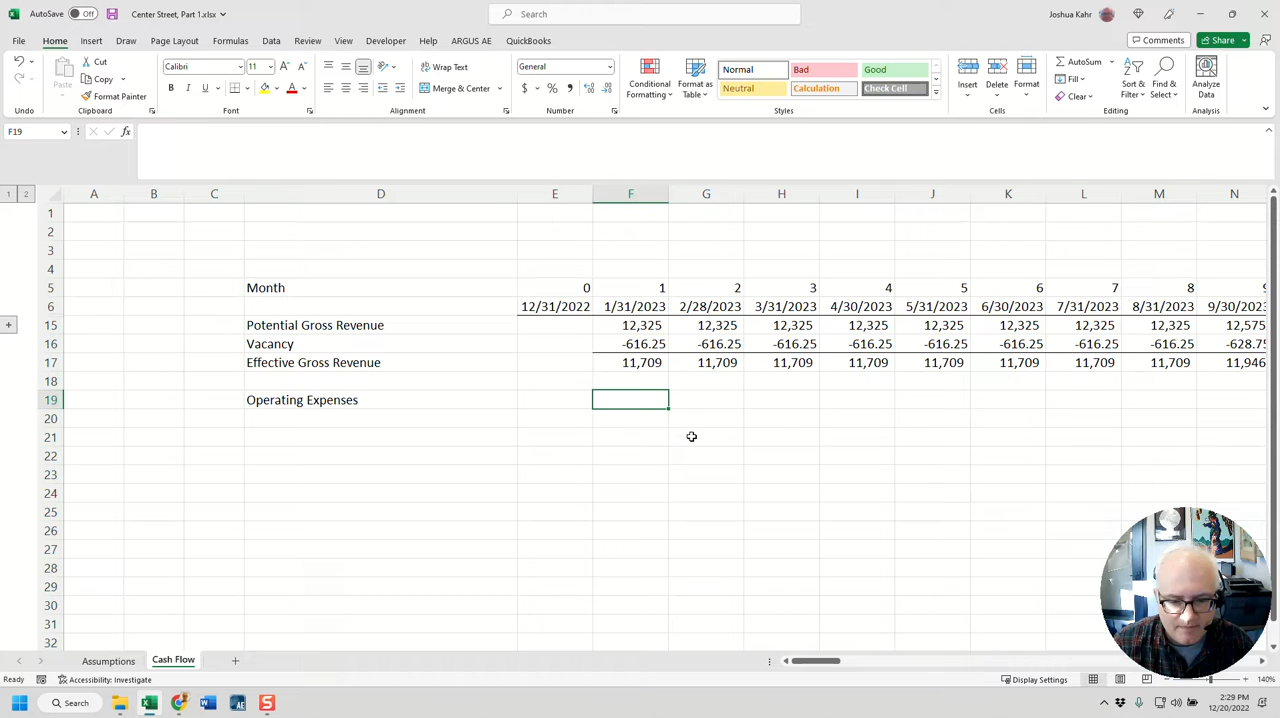 AutoSave Off Center Street, Part 1.xlsx Search Joshua Kahr
File Home Insert Draw Page Layout Formulas Data Review View Developer Help ARGUS AE QuickBooks Comments Share
Undo
Paste
Cut
Copy
Format Painter
Clipboard
Calibri 11
B I U A
Font
Wrap Text
Merge & Center
Alignment
General
$ % ,
Number
Conditional Formatting
Format as Table
Normal Bad Good
Neutral Calculation Check Cell
Styles
Insert Delete Format
Cells
AutoSum
Fill
Clear
Sort & Filter
Find & Select
Editing
Analyze Data
Analysis
F19 fx
1 2 A B C D E F G H I J K L M N
1
2
3
4
5 Month 0 1 2 3 4 5 6 7 8
6 12/31/2022 1/31/2023 2/28/2023 3/31/2023 4/30/2023 5/31/2023 6/30/2023 7/31/2023 8/31/2023 9/30/202
15 Potential Gross Revenue 12,325 12,325 12,325 12,325 12,325 12,325 12,325 12,325 12,575
16 Vacancy -616.25 -616.25 -616.25 -616.25 -616.25 -616.25 -616.25 -616.25 -628.75
17 Effective Gross Revenue 11,709 11,709 11,709 11,709 11,709 11,709 11,709 11,709 11,946
18
19 Operating Expenses
20
21
22
23
24
25
26
27
28
29
30
31
32
Assumptions Cash Flow
Ready Accessibility: Investigate Display Settings 140%
Search
2:29 PM
12/20/2022